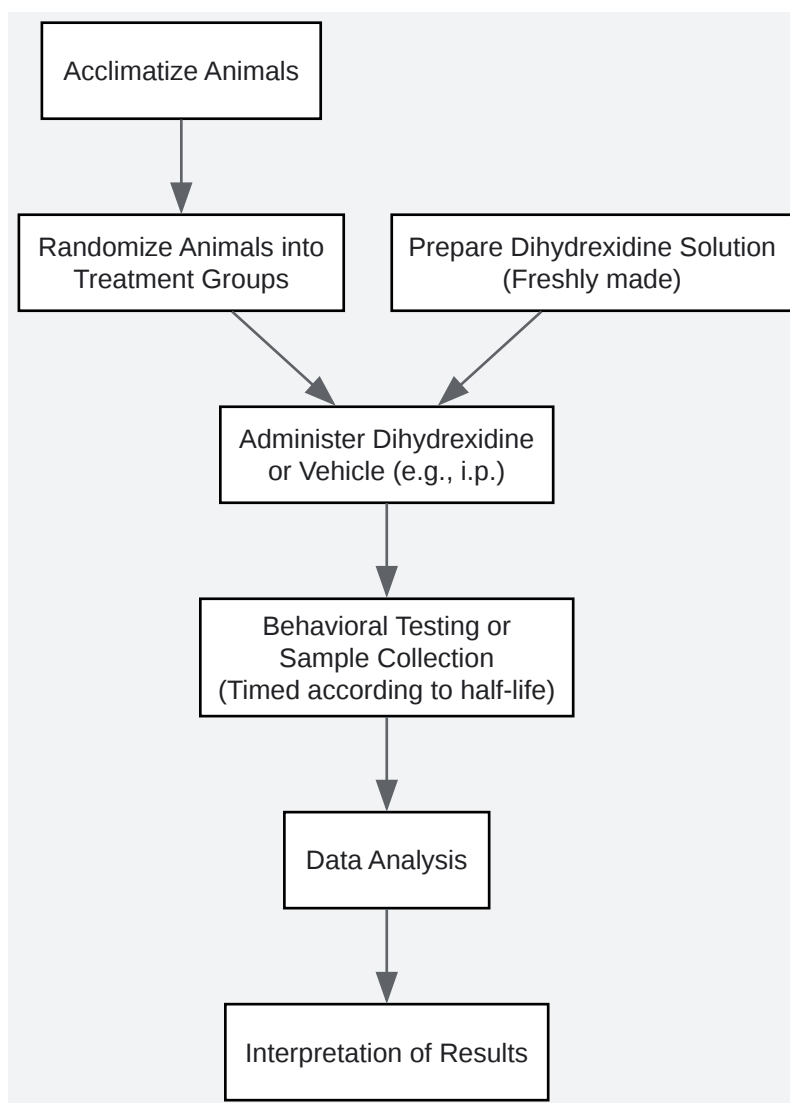 Acclimatize Animals
Randomize Animals into
Treatment Groups
Prepare Dihydrexidine Solution
(Freshly made)
Administer Dihydrexidine
or Vehicle (e.g., i.p.)
Behavioral Testing or
Sample Collection
(Timed according to half-life)
Data Analysis
Interpretation of Results